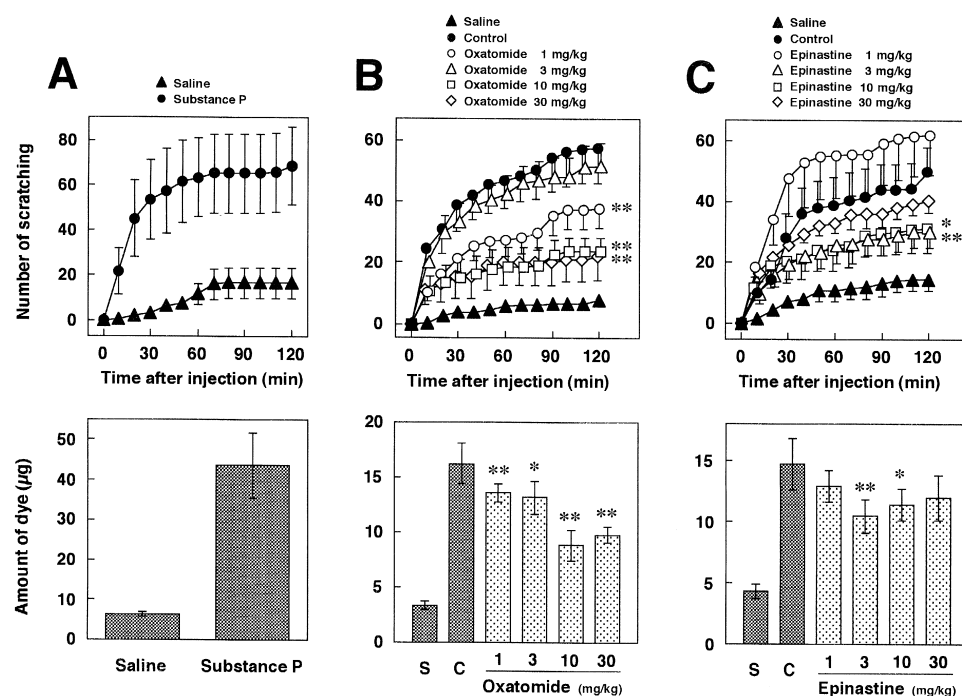 A
Saline
Substance P
Number of scratching
80
60
40
20
0
0 30 60 90 120
Time after injection (min)
B
Saline
Control
Oxatomide 1 mg/kg
Oxatomide 3 mg/kg
Oxatomide 10 mg/kg
Oxatomide 30 mg/kg
60
40
20
0
**
**
**
0 30 60 90 120
Time after injection (min)
C
Saline
Control
Epinastine 1 mg/kg
Epinastine 3 mg/kg
Epinastine 10 mg/kg
Epinastine 30 mg/kg
60
40
20
0
*
**
0 30 60 90 120
Time after injection (min)
Amount of dye (µg)
50
40
30
20
10
0
Saline Substance P
20
15
10
5
0
** * ** **
S C 1 3 10 30
Oxatomide (mg/kg)
15
10
5
0
** *
S C 1 3 10 30
Epinastine (mg/kg)